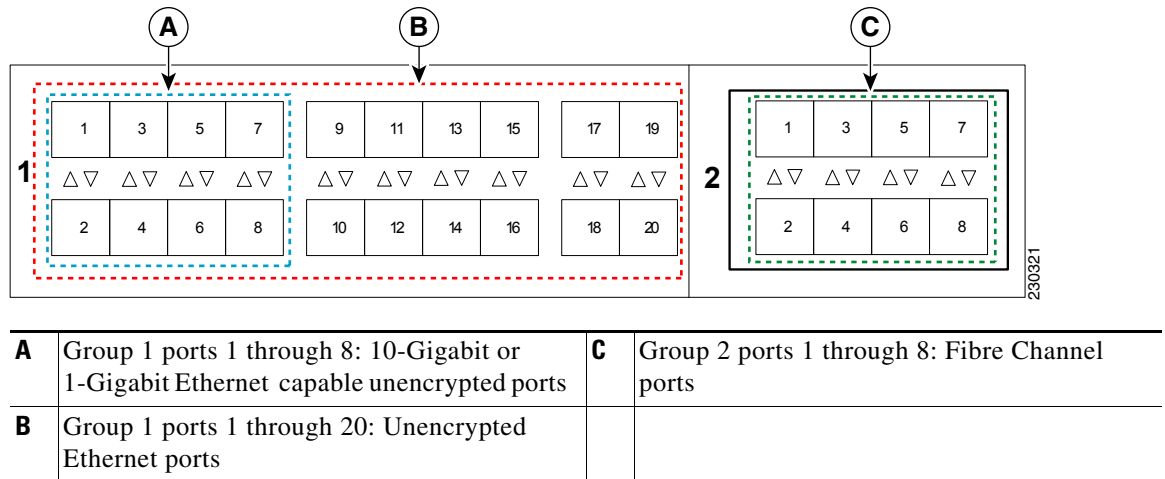 A B C
1 3 5 7 9 11 13 15 17 19 1 3 5 7
1 2
2 4 6 8 10 12 14 16 18 20 2 4 6 8
230321
A Group 1 ports 1 through 8: 10-Gigabit or
1-Gigabit Ethernet capable unencrypted ports
C Group 2 ports 1 through 8: Fibre Channel
ports
B Group 1 ports 1 through 20: Unencrypted
Ethernet ports